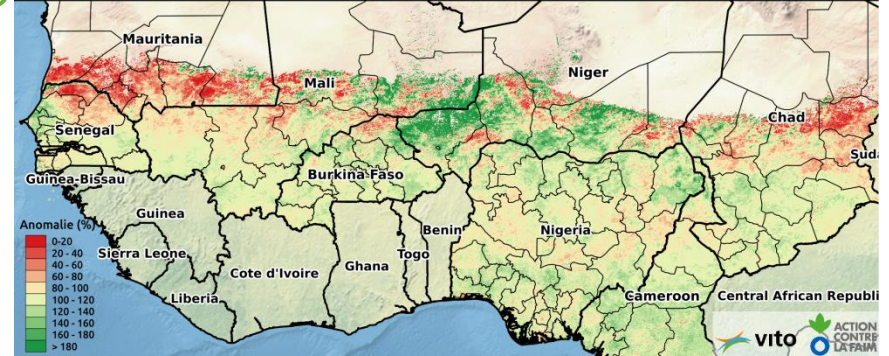 Mauritania
Mali
Niger
Chad
Senegal
Suda
Guinea-Bissau
Burkina Faso
Guinea
Benin
Nigeria
Sierra Leone
Cote d'Ivoire
Ghana
Togo
Liberia
Cameroon
Central African Republi
Anomalie (%)
0-20
20 - 40
40 - 60
60 - 80
80 - 100
100 - 120
120 - 140
140 - 160
160 - 180
> 180
vito
ACTION
CONTRE
LA FAIM